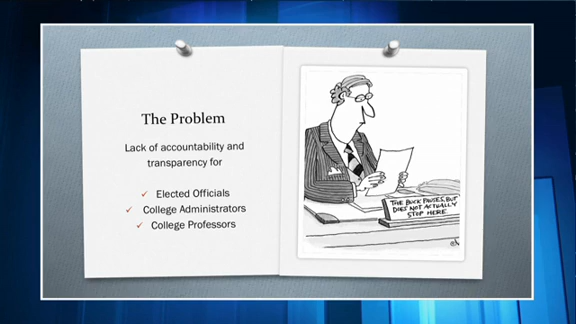 The Problem
Lack of accountability and
transparency for
Elected Officials
College Administrators
College Professors
THE BUCK PAUSES, BUT
DOES NOT ACTUALLY
STOP HERE